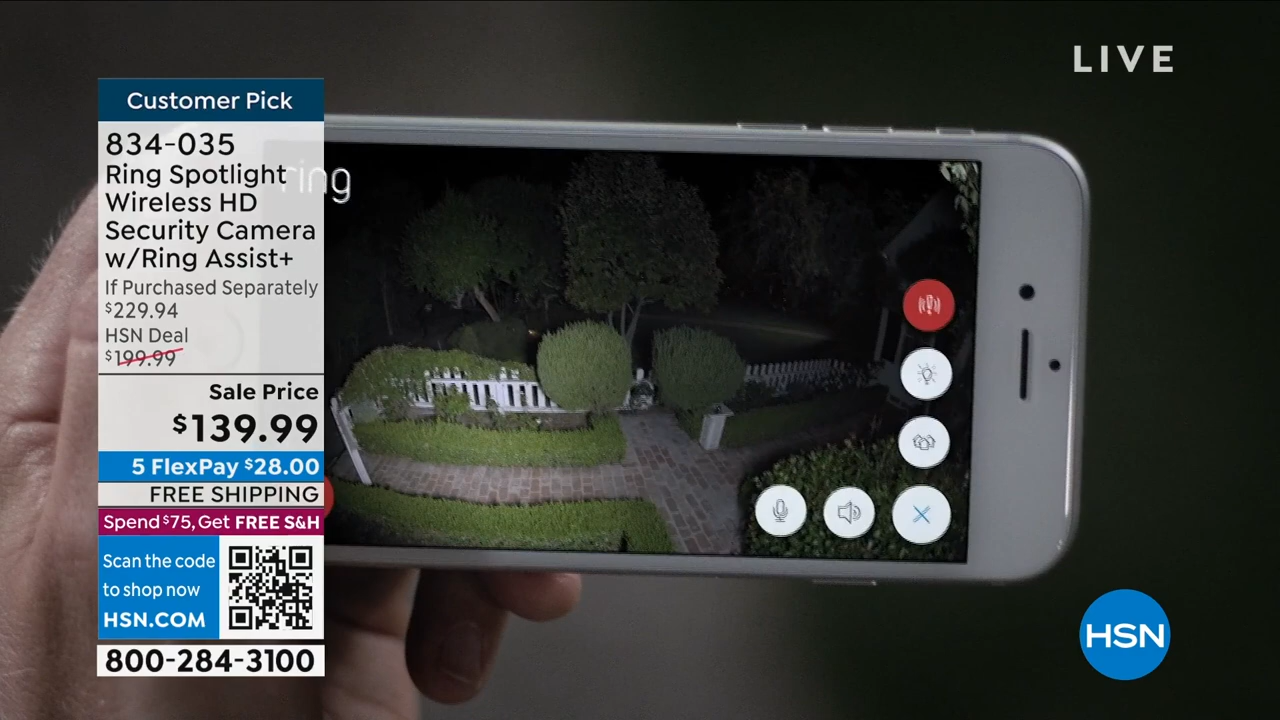 LIVE
Customer Pick
834-035
Ring Spotlight
Wireless HD
Security Camera
w/Ring Assist+
If Purchased Separately
$229.94
HSN Deal
$199.99
Sale Price
$139.99
5 FlexPay $28.00
FREE SHIPPING
Spend $75, Get FREE S&H
Scan the code
to shop now
HSN.COM
800-284-3100
ring
HSN